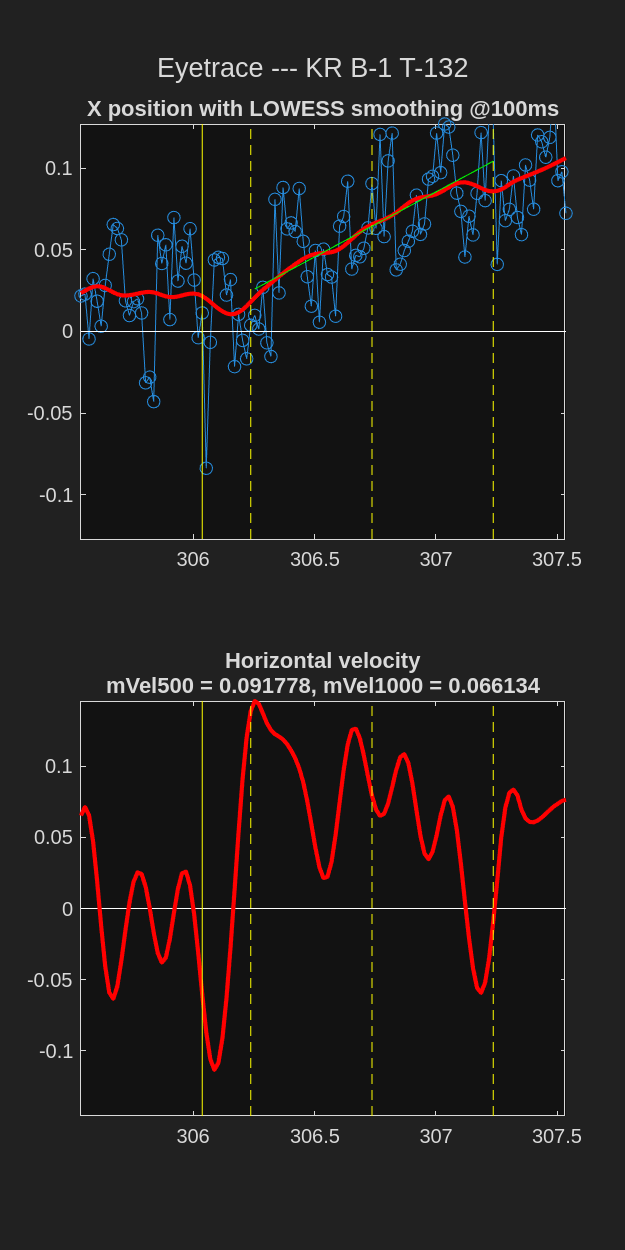 Eyetrace --- KR B-1 T-132
X position with LOWESS smoothing @100ms
0.1
0.05
0
-0.05
-0.1
306 306.5 307 307.5
Horizontal velocity
mVel500 = 0.091778, mVel1000 = 0.066134
0.1
0.05
0
-0.05
-0.1
306 306.5 307 307.5